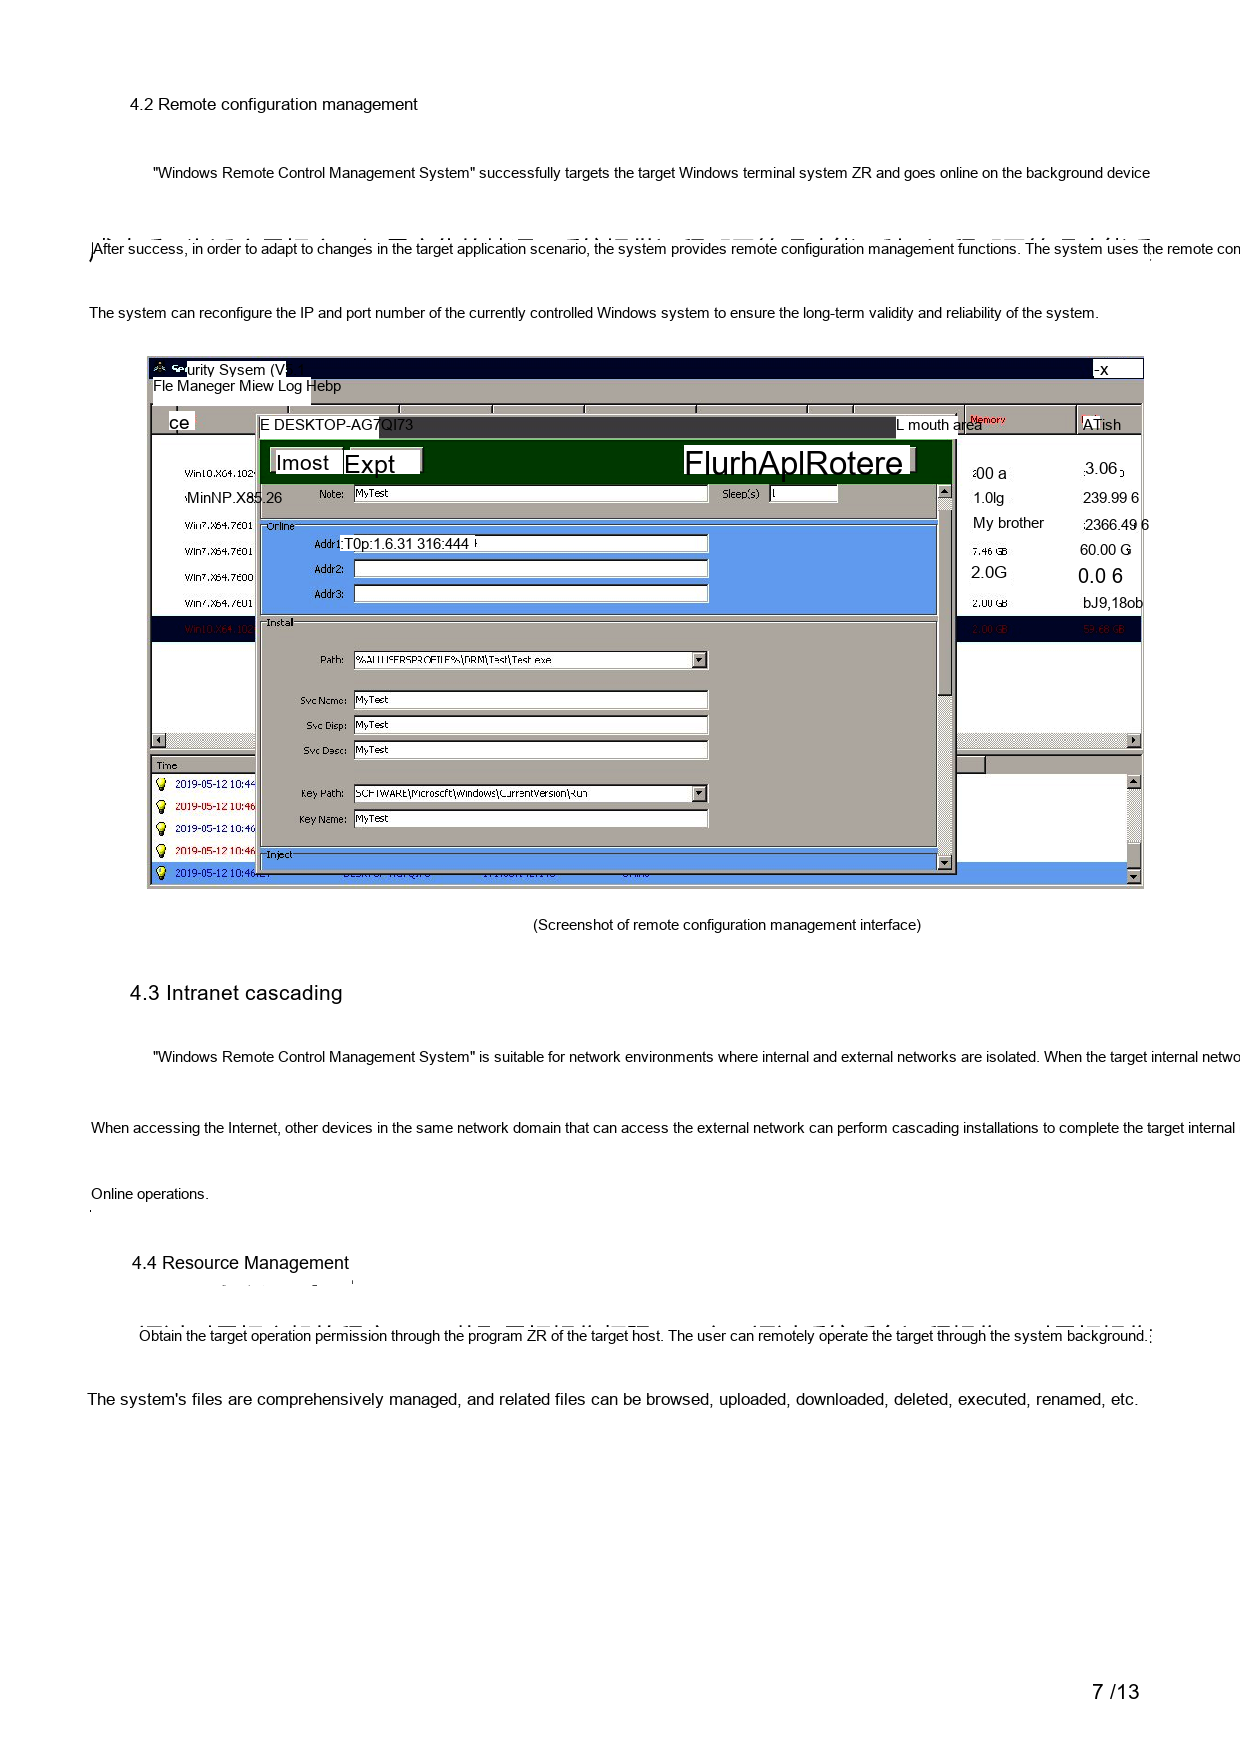 4.2 Remote configuration management
"Windows Remote Control Management System" successfully targets the target Windows terminal system ZR and goes online on the background device
After success, in order to adapt to changes in the target application scenario, the system provides remote configuration management functions. The system uses the remote con
The system can reconfigure the IP and port number of the currently controlled Windows system to ensure the long-term validity and reliability of the system.
urity Sysem (V -x
Fle Maneger Miew Log Hebp
ce E DESKTOP-AG7QI73 L mouth area Memory ATish
Imost Expt FlurhAplRotere
Win10.X64.102 00 a 3.06
MinNP.X85.26 Note: MyTest Sleep(s) 1.0lg 239.99 6
Win7.X64.7601 Online My brother 2366.49 6
Win7.X64.7601 Addr1: :T0p:1.6.31 316:444 7.46 GB 60.00 G
Win7.X64.7600 Addr2: 2.0G 0.0 6
Win7.X64.7601 Addr3: 2.00 GB bJ9,18ob
Win10.X64.102 Install 2.00 GB 59.68 GB
Path: %ALLUSERSPROFILE%\DRM\Test\Test.exe
Svc Name: MyTest
Svc Disp: MyTest
Svc Desc: MyTest
Time
2019-05-12 10:44 Key Path: SOFTWARE\Microsoft\Windows\CurrentVersion\Run
2019-05-12 10:46 Key Name: MyTest
2019-05-12 10:46
2019-05-12 10:46 Inject
2019-05-12 10:46
(Screenshot of remote configuration management interface)
4.3 Intranet cascading
"Windows Remote Control Management System" is suitable for network environments where internal and external networks are isolated. When the target internal netwo
When accessing the Internet, other devices in the same network domain that can access the external network can perform cascading installations to complete the target internal
Online operations.
4.4 Resource Management
Obtain the target operation permission through the program ZR of the target host. The user can remotely operate the target through the system background.
The system's files are comprehensively managed, and related files can be browsed, uploaded, downloaded, deleted, executed, renamed, etc.
7 /13